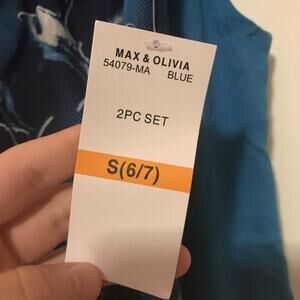 MAX & OLIVIA
54079-MA BLUE
2PC SET
S(6/7)